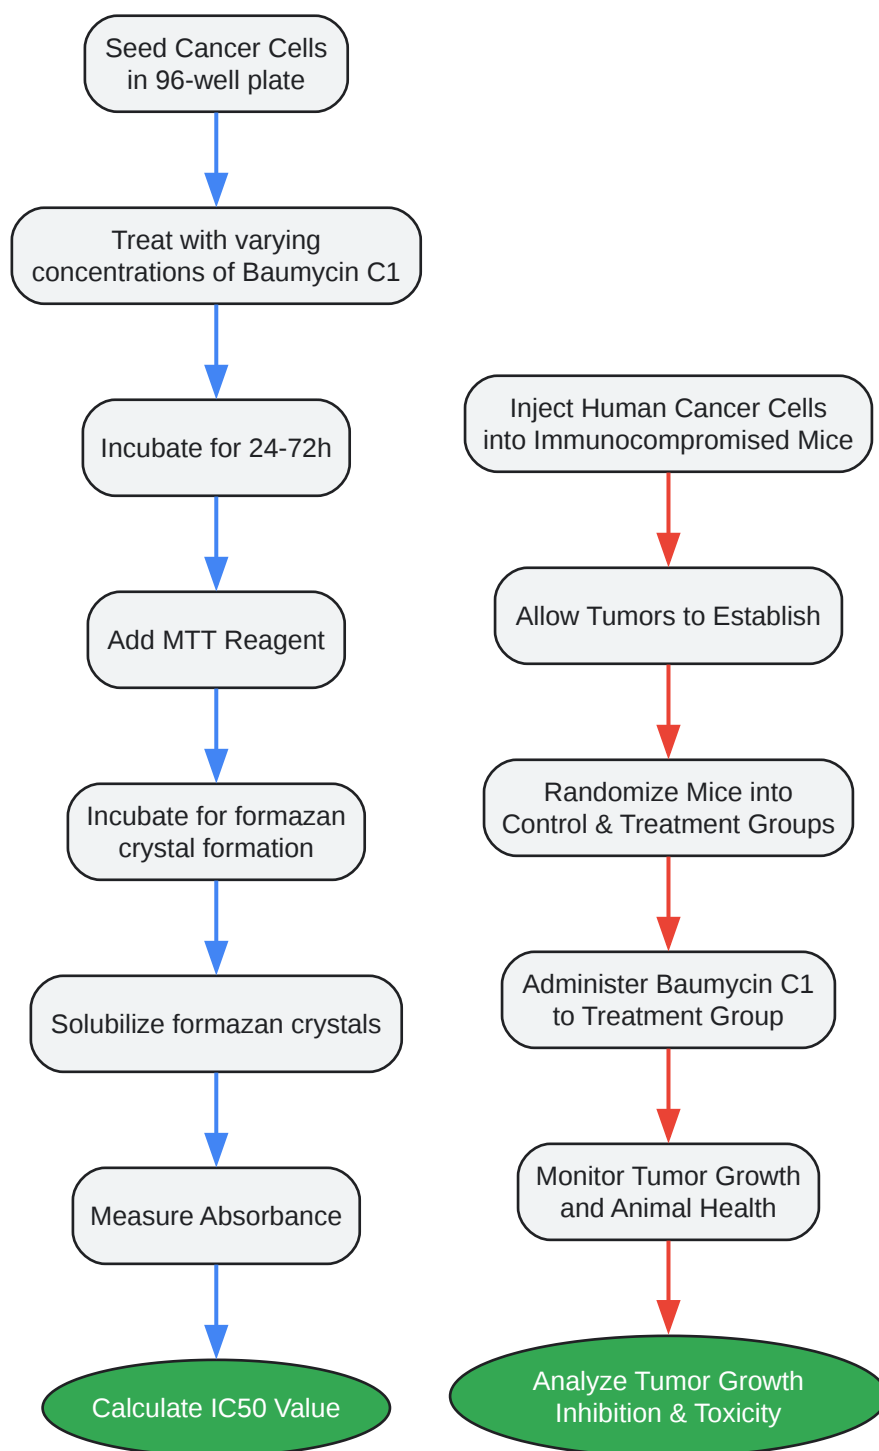 Seed Cancer Cells
in 96-well plate
Treat with varying
concentrations of Baumycin C1
Incubate for 24-72h
Add MTT Reagent
Incubate for formazan
crystal formation
Solubilize formazan crystals
Measure Absorbance
Calculate IC50 Value
Inject Human Cancer Cells
into Immunocompromised Mice
Allow Tumors to Establish
Randomize Mice into
Control & Treatment Groups
Administer Baumycin C1
to Treatment Group
Monitor Tumor Growth
and Animal Health
Analyze Tumor Growth
Inhibition & Toxicity